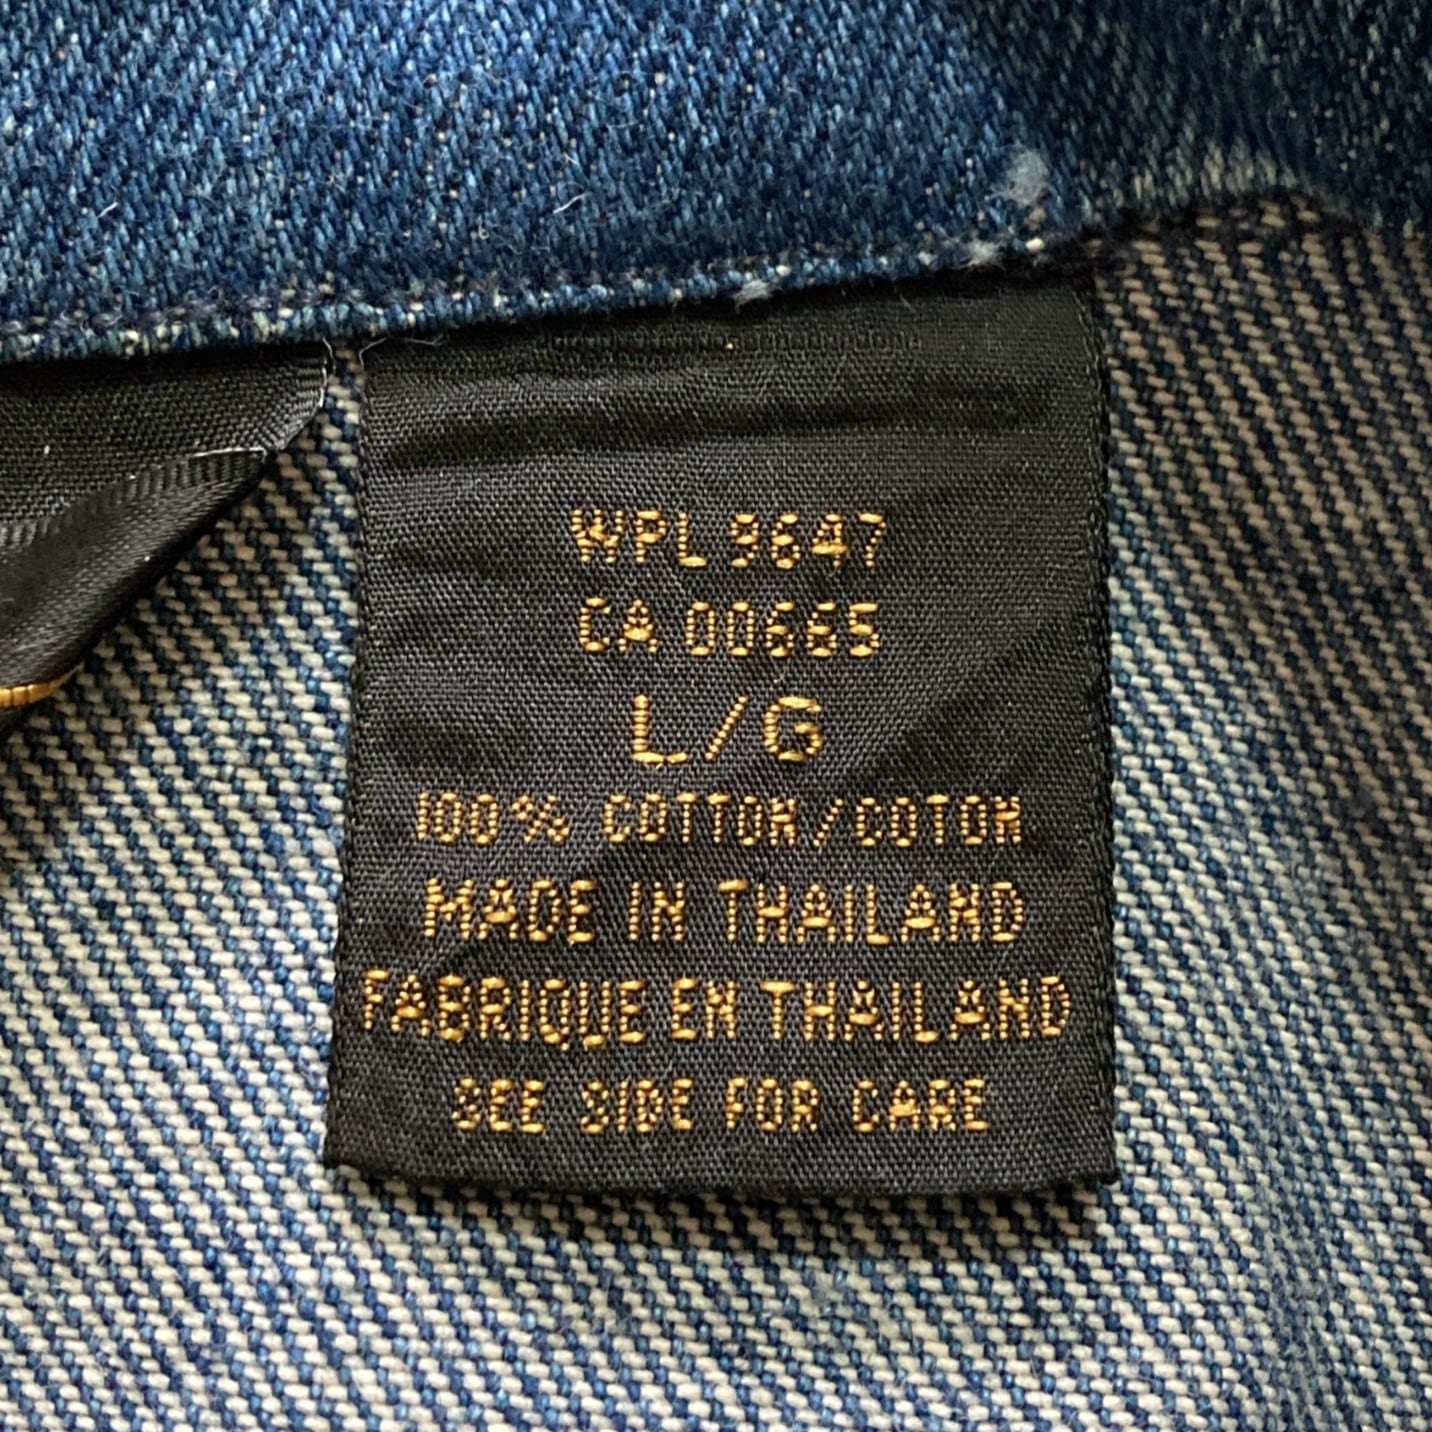 WPL 9647
CA 00665
L/G
100% COTTON/COTON
MADE IN THAILAND
FABRIQUE EN THAILAND
SEE SIDE FOR CARE